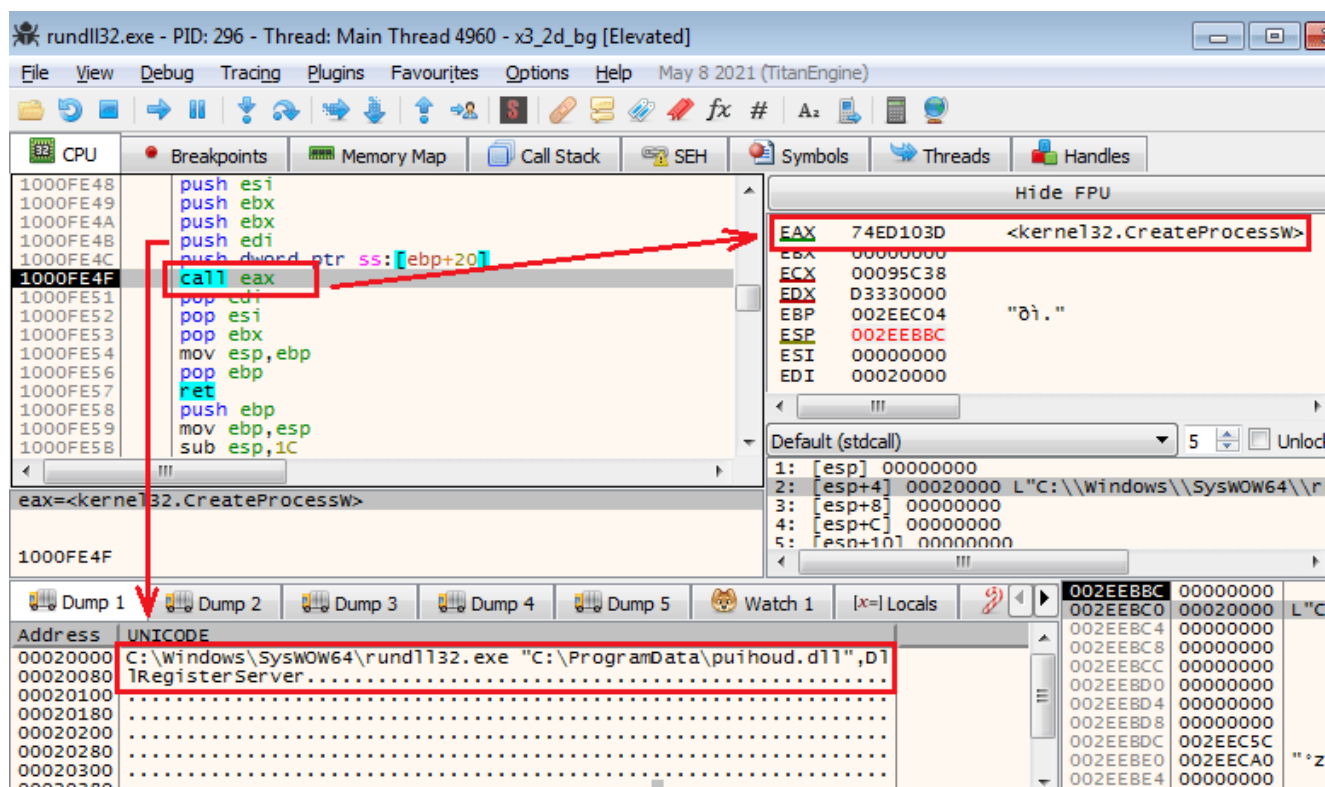 rundll32.exe - PID: 296 - Thread: Main Thread 4960 - x3_2d_bg [Elevated]
File View Debug Tracing Plugins Favourites Options Help May 8 2021 (TitanEngine)
CPU Breakpoints Memory Map Call Stack SEH Symbols Threads Handles
1000FE48 push esi
1000FE49 push ebx
1000FE4A push ebx
1000FE4B push edi
1000FE4C push dword ptr ss:[ebp+20]
1000FE4F call eax
1000FE51 pop edi
1000FE52 pop esi
1000FE53 pop ebx
1000FE54 mov esp,ebp
1000FE56 pop ebp
1000FE57 ret
1000FE58 push ebp
1000FE59 mov ebp,esp
1000FE5B sub esp,1C
eax=<kernel32.CreateProcessW>
1000FE4F
Hide FPU
EAX 74ED103D <kernel32.CreateProcessW>
EBX 00000000
ECX 00095C38
EDX D3330000
EBP 002EEC04 "ðì."
ESP 002EEBBC
ESI 00000000
EDI 00020000
Default (stdcall) 5 Unlock
1: [esp] 00000000
2: [esp+4] 00020000 L"C:\\Windows\\SysWOW64\\r
3: [esp+8] 00000000
4: [esp+C] 00000000
5: [esp+10] 00000000
Dump 1 Dump 2 Dump 3 Dump 4 Dump 5 Watch 1 [x=] Locals
Address UNICODE
00020000 C:\Windows\SysWOW64\rundll32.exe "C:\ProgramData\puihoud.dll",Dl
00020080 lRegisterServer.................................................
00020100 ................................................................
00020180 ................................................................
00020200 ................................................................
00020280 ................................................................
00020300 ................................................................
00020380
002EEBBC 00000000
002EEBC0 00020000 L"C
002EEBC4 00000000
002EEBC8 00000000
002EEBCC 00000000
002EEBD0 00000000
002EEBD4 00000000
002EEBD8 00000000
002EEBDC 002EEC5C
002EEBE0 002EECA0 "°z
002EEBE4 00000000